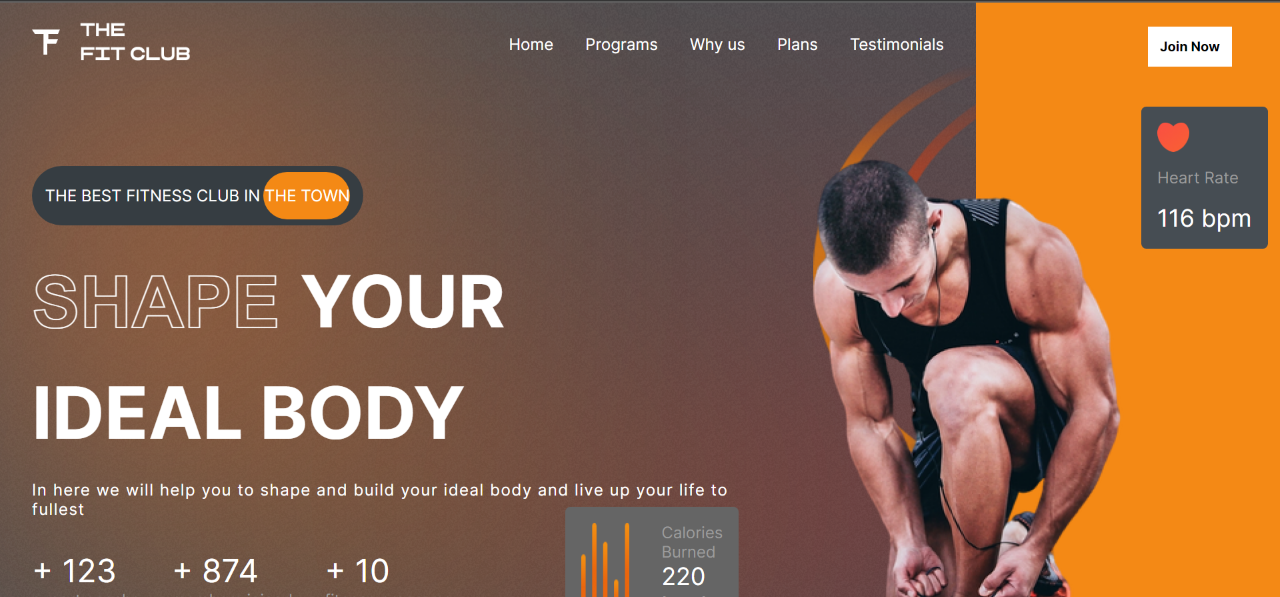 THE
FIT CLUB
Home Programs Why us Plans Testimonials
Join Now
Heart Rate
116 bpm
THE BEST FITNESS CLUB IN THE TOWN
SHAPE YOUR
IDEAL BODY
In here we will help you to shape and build your ideal body and live up your life to
fullest
Calories
Burned
220
+ 123 + 874 + 10